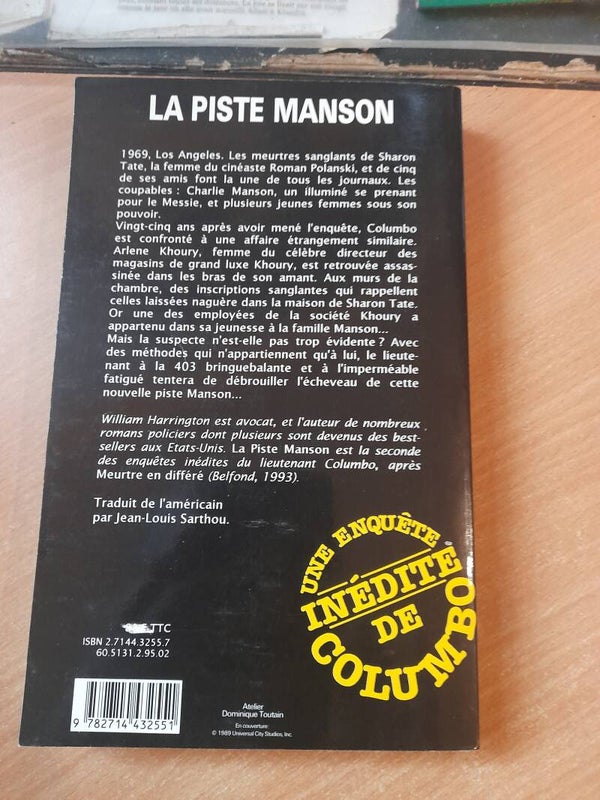 LA PISTE MANSON
1969, Los Angeles. Les meurtres sanglants de Sharon
Tate, la femme du cinéaste Roman Polanski, et de cinq
de ses amis font la une de tous les journaux. Les
coupables : Charlie Manson, un illuminé se prenant
pour le Messie, et plusieurs jeunes femmes sous son
pouvoir.
Vingt-cinq ans après avoir mené l'enquête, Columbo
est confronté à une affaire étrangement similaire.
Arlene Khoury, femme du célèbre directeur des
magasins de grand luxe Khoury, est retrouvée assas-
sinée dans les bras de son amant. Aux murs de la
chambre, des inscriptions sanglantes qui rappellent
celles laissées naguère dans la maison de Sharon Tate.
Or une des employées de la société Khoury a
appartenu dans sa jeunesse à la famille Manson...
Mais la suspecte n'est-elle pas trop évidente ? Avec
des méthodes qui n'appartiennent qu'à lui, le lieute-
nant à la 403 bringuebalante et à l'imperméable
fatigué tentera de débrouiller l'écheveau de cette
nouvelle piste Manson...
William Harrington est avocat, et l'auteur de nombreux
romans policiers dont plusieurs sont devenus des best-
sellers aux Etats-Unis. La Piste Manson est la seconde
des enquêtes inédites du lieutenant Columbo, après
Meurtre en différé (Belfond, 1993).
Traduit de l'américain
par Jean-Louis Sarthou.
UNE ENQUÊTE
INÉDITE
DE
COLUMBO
TTC
ISBN 2.7144.3255.7
60.5131.2.95.02
9 782714 432551
Atelier
Dominique Toutain
En couverture :
© 1989 Universal City Studios, Inc.